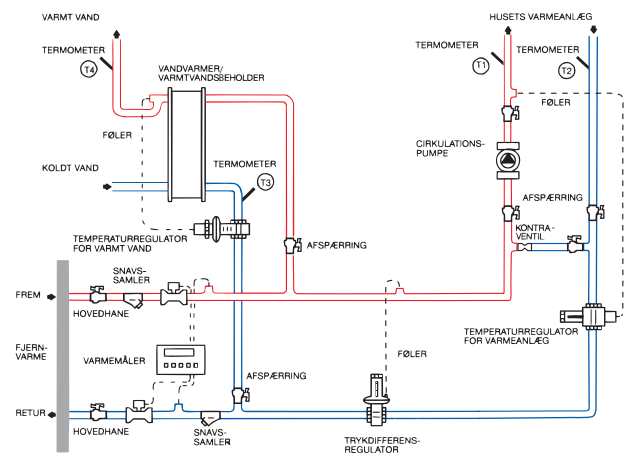 VARMT VAND
HUSETS VARMEANLÆG
TERMOMETER
T4
VANDVARMER/
VARMTVANDSBEHOLDER
TERMOMETER
T1
TERMOMETER
T2
FØLER
FØLER
CIRKULATIONS-
PUMPE
KOLDT VAND
TERMOMETER
T3
AFSPÆRRING
KONTRA-
VENTIL
TEMPERATURREGULATOR
FOR VARMT VAND
AFSPÆRRING
SNAVS-
SAMLER
FREM
HOVEDHANE
TEMPERATURREGULATOR
FOR VARMEANLÆG
FJERN-
VARME
VARMEMÅLER
FØLER
AFSPÆRRING
RETUR
HOVEDHANE
SNAVS-
SAMLER
TRYKDIFFERENS-
REGULATOR